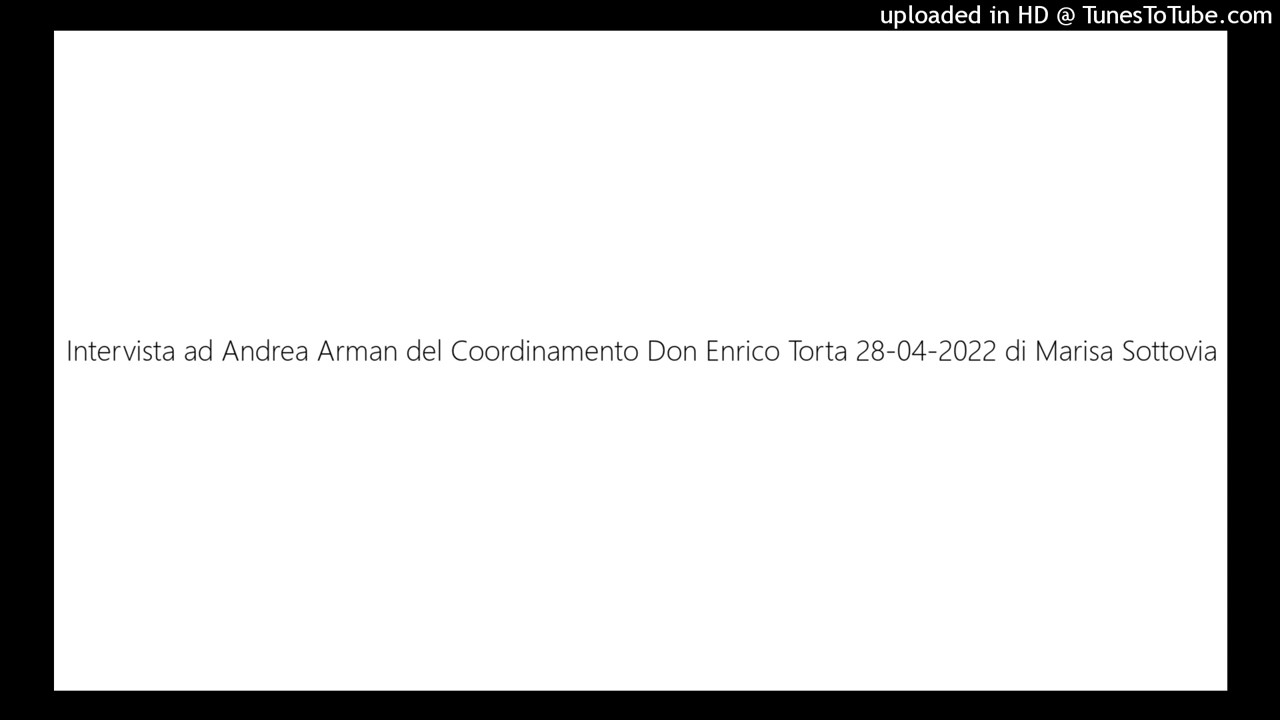 uploaded in HD @ TunesToTube.com
Intervista ad Andrea Arman del Coordinamento Don Enrico Torta 28-04-2022 di Marisa Sottovia